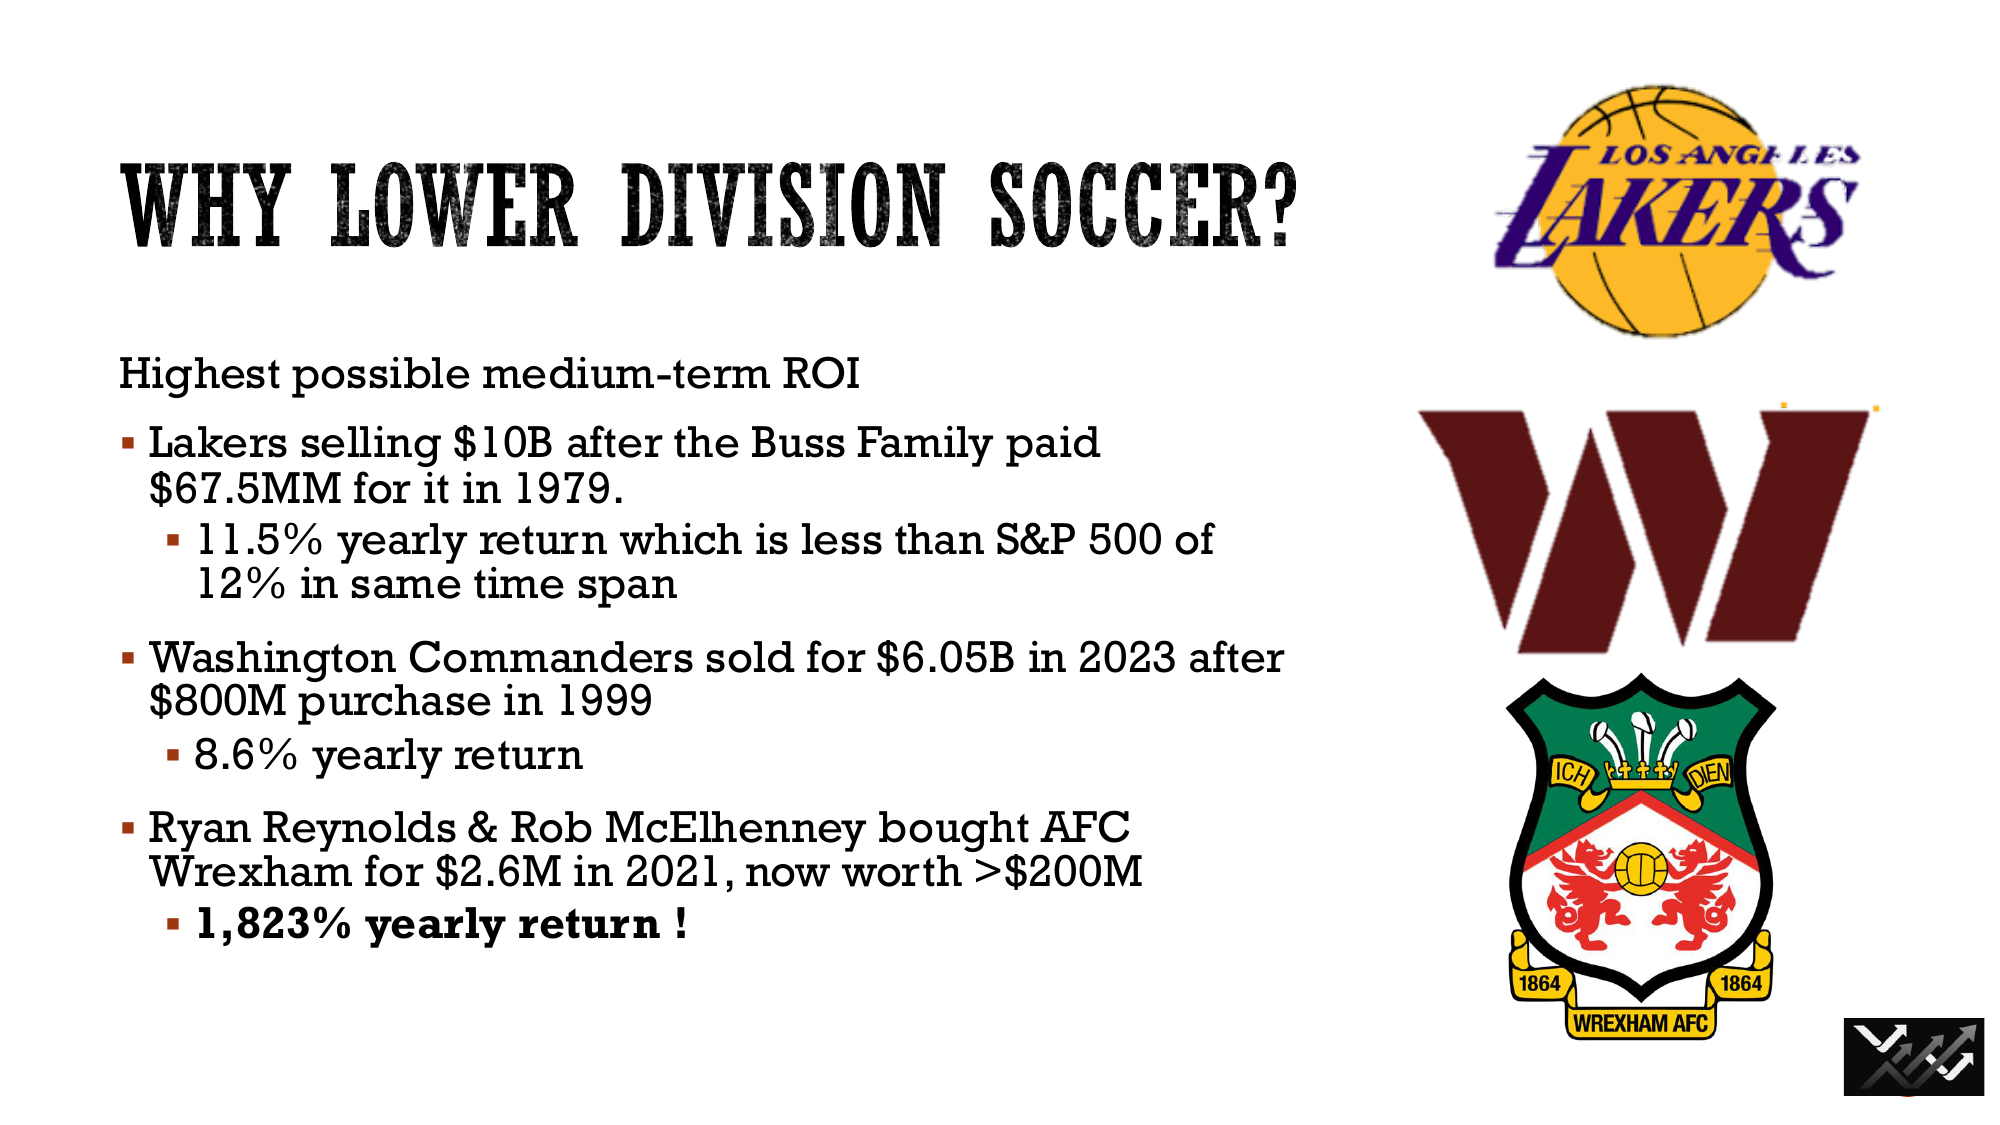 WHY LOWER DIVISION SOCCER?
Highest possible medium-term ROI
▪ Lakers selling $10B after the Buss Family paid
$67.5MM for it in 1979.
▪ 11.5% yearly return which is less than S&P 500 of
12% in same time span
▪ Washington Commanders sold for $6.05B in 2023 after
$800M purchase in 1999
▪ 8.6% yearly return
▪ Ryan Reynolds & Rob McElhenney bought AFC
Wrexham for $2.6M in 2021, now worth >$200M
▪ 1,823% yearly return !
LOS ANGELES
LAKERS
W
ICH DIEN
1864 1864
WREXHAM AFC